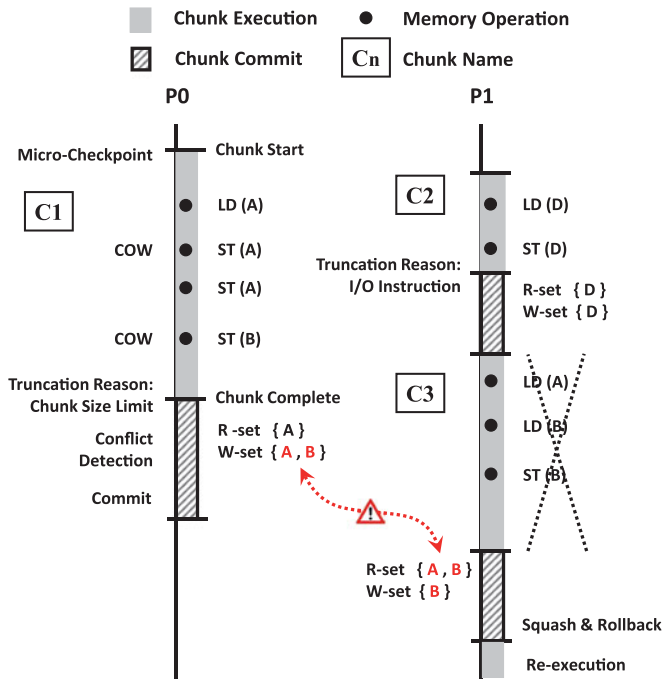 Chunk Execution
Memory Operation
Chunk Commit
Cn
Chunk Name
P0
P1
Micro-Checkpoint
Chunk Start
C1
LD (A)
COW
ST (A)
ST (A)
COW
ST (B)
Truncation Reason:
Chunk Size Limit
Chunk Complete
R -set { A }
W-set { A , B }
Conflict
Detection
Commit
C2
LD (D)
ST (D)
Truncation Reason:
I/O Instruction
R-set { D }
W-set { D }
C3
LD (A)
LD (B)
ST (B)
!
R-set { A , B }
W-set { B }
Squash & Rollback
Re-execution